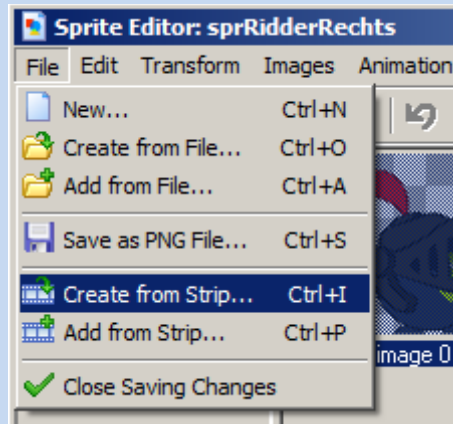 Sprite Editor: sprRidderRechts
File Edit Transform Images Animation
New... Ctrl+N
Create from File... Ctrl+O
Add from File... Ctrl+A
Save as PNG File... Ctrl+S
Create from Strip... Ctrl+I
Add from Strip... Ctrl+P
image 0
Close Saving Changes